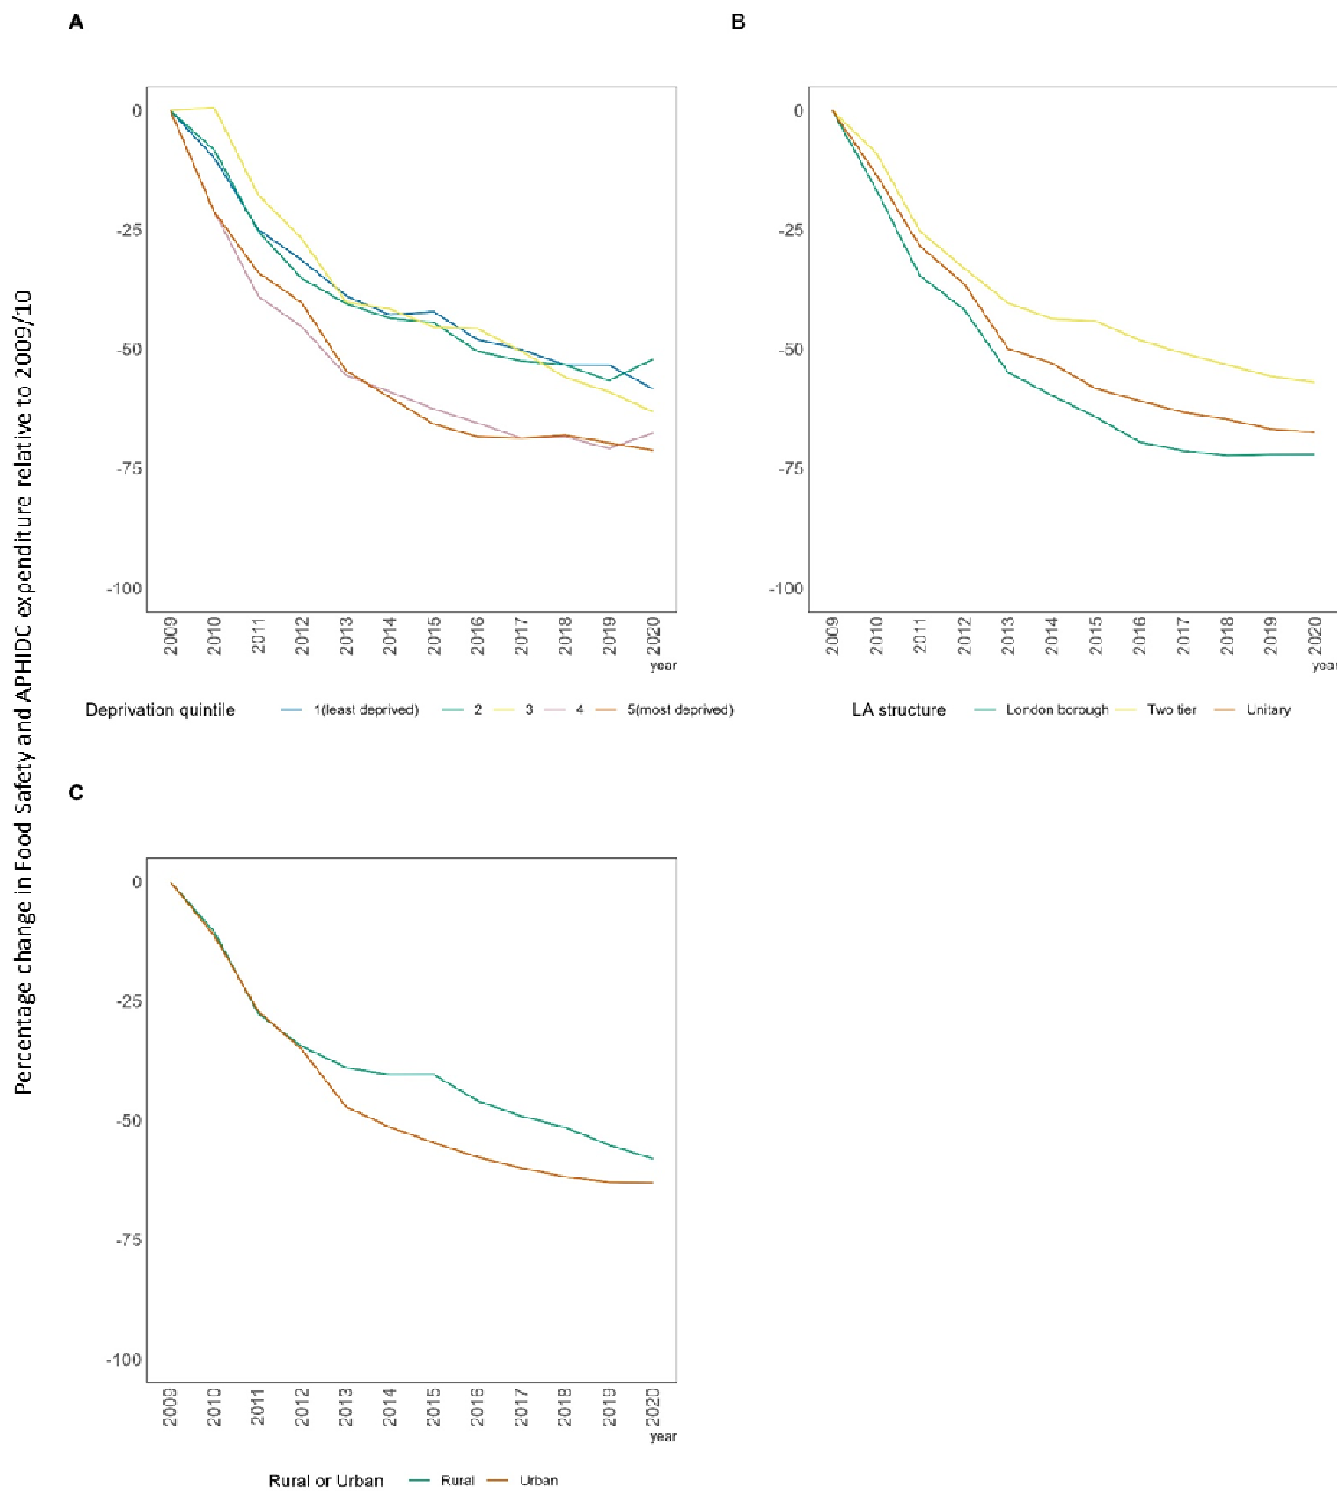 A
B
Percentage change in Food Safety and APHIDC expenditure relative to 2009/10
0
-25
-50
-75
-100
2009 2010 2011 2012 2013 2014 2015 2016 2017 2018 2019 2020
year
Deprivation quintile 1(least deprived) 2 3 4 5(most deprived)
0
-25
-50
-75
-100
2009 2010 2011 2012 2013 2014 2015 2016 2017 2018 2019 2020
year
LA structure London borough Two tier Unitary
C
0
-25
-50
-75
-100
2009 2010 2011 2012 2013 2014 2015 2016 2017 2018 2019 2020
year
Rural or Urban Rural Urban